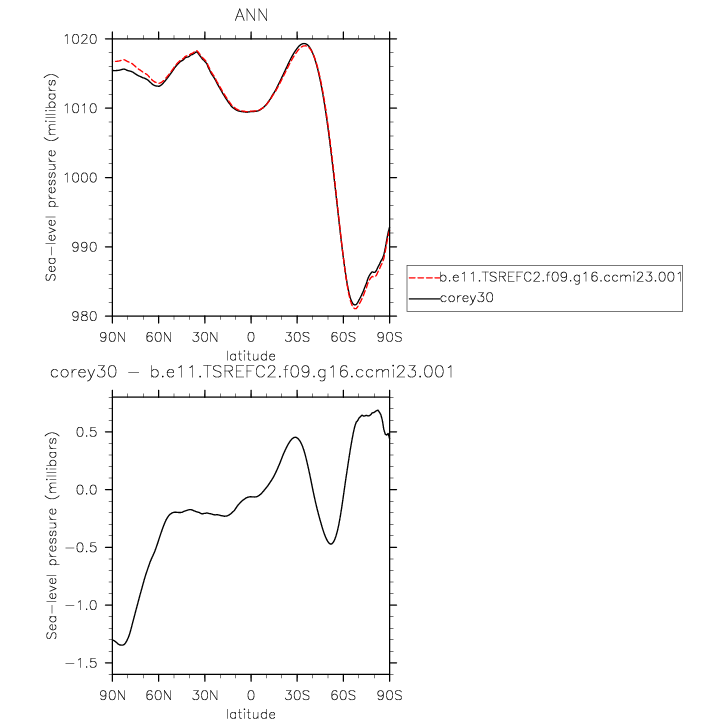 ANN
1020
1010
1000
990
980
Sea-level pressure (millibars)
90N 60N 30N 0 30S 60S 90S
latitude
b.e11.TSREFC2.f09.g16.ccmi23.001
corey30
corey30 - b.e11.TSREFC2.f09.g16.ccmi23.001
0.5
0.0
-0.5
-1.0
-1.5
Sea-level pressure (millibars)
90N 60N 30N 0 30S 60S 90S
latitude